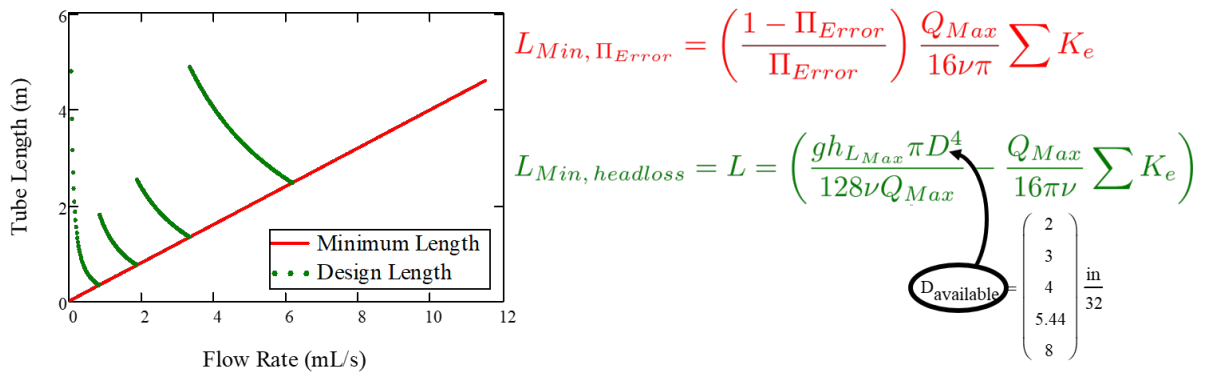 6
4
2
0
0 2 4 6 8 10 12
Tube Length (m)
Flow Rate (mL/s)
Minimum Length
Design Length
L_{Min, Π_{Error}} = ( (1 − Π_{Error}) / Π_{Error} ) Q_{Max} / 16νπ ∑ K_e
L_{Min, headloss} = L = ( g h_{L_{Max}} π D^4 / 128ν Q_{Max} − Q_{Max} / 16πν ∑ K_e )
D_{available} = ( 2 3 4 5.44 8 ) in / 32